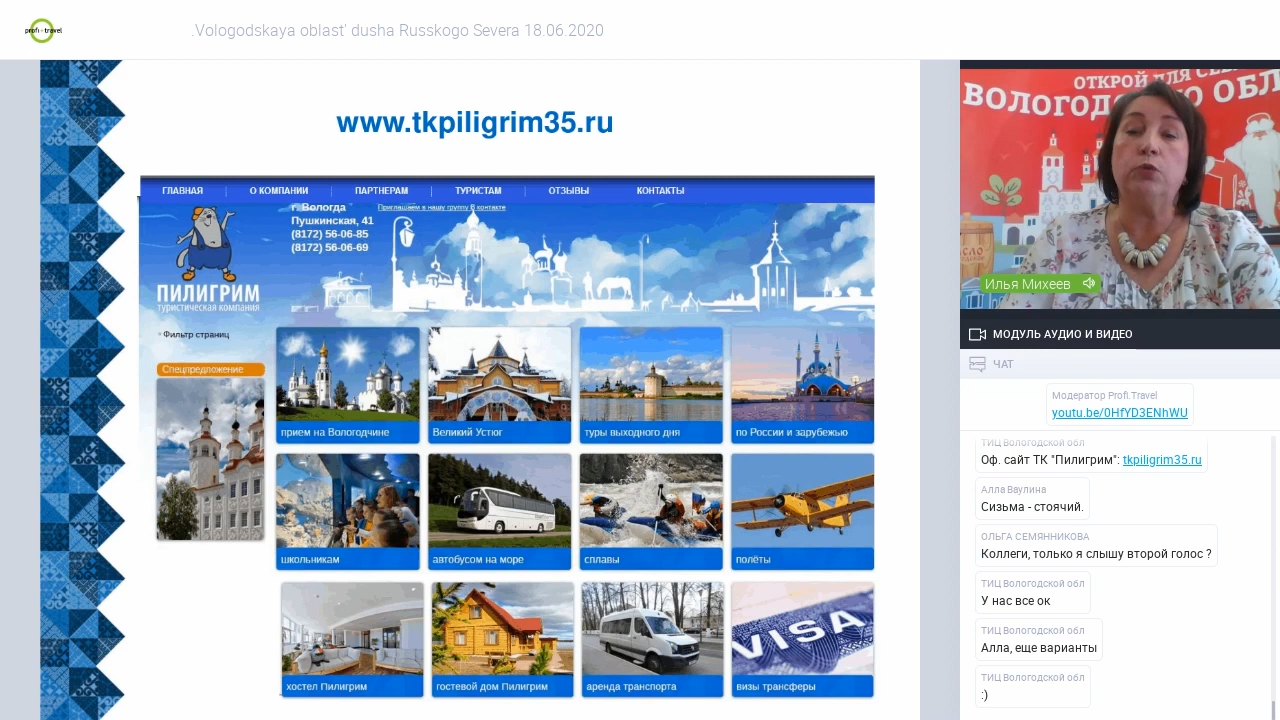 profi travel
.Vologodskaya oblast' dusha Russkogo Severa 18.06.2020
www.tkpiligrim35.ru
ГЛАВНАЯ
О КОМПАНИИ
ПАРТНЕРАМ
ТУРИСТАМ
ОТЗЫВЫ
КОНТАКТЫ
г. Вологда
Пушкинская, 41
(8172) 56-06-85
(8172) 56-06-69
Приглашаем в нашу группу В контакте
ПИЛИГРИМ
туристическая компания
Фильтр страниц
Спецпредложение
прием на Вологодчине
Великий Устюг
туры выходного дня
по России и зарубежью
школьникам
автобусом на море
сплавы
полёты
хостел Пилигрим
гостевой дом Пилигрим
аренда транспорта
VISA
визы трансферы
ОТКРОЙ ДЛЯ СЕ
ВОЛОГОД
О ОБЛ
Илья Михеев
МОДУЛЬ АУДИО И ВИДЕО
ЧАТ
Модератор Profi.Travel
youtu.be/0HfYD3ENhWU
ТИЦ Вологодской обл
Оф. сайт ТК "Пилигрим": tkpiligrim35.ru
Алла Ваулина
Сизьма - стоячий.
ОЛЬГА СЕМЯННИКОВА
Коллеги, только я слышу второй голос ?
ТИЦ Вологодской обл
У нас все ок
ТИЦ Вологодской обл
Алла, еще варианты
ТИЦ Вологодской обл
:)